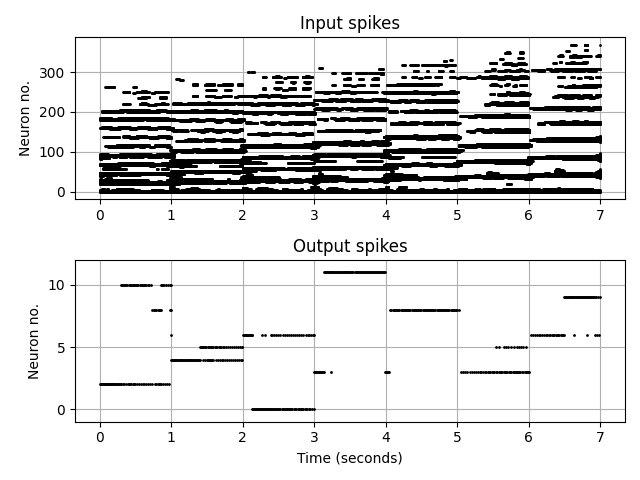 Input spikes
Neuron no.
300
200
100
0
0 1 2 3 4 5 6 7
Output spikes
Neuron no.
10
5
0
0 1 2 3 4 5 6 7
Time (seconds)